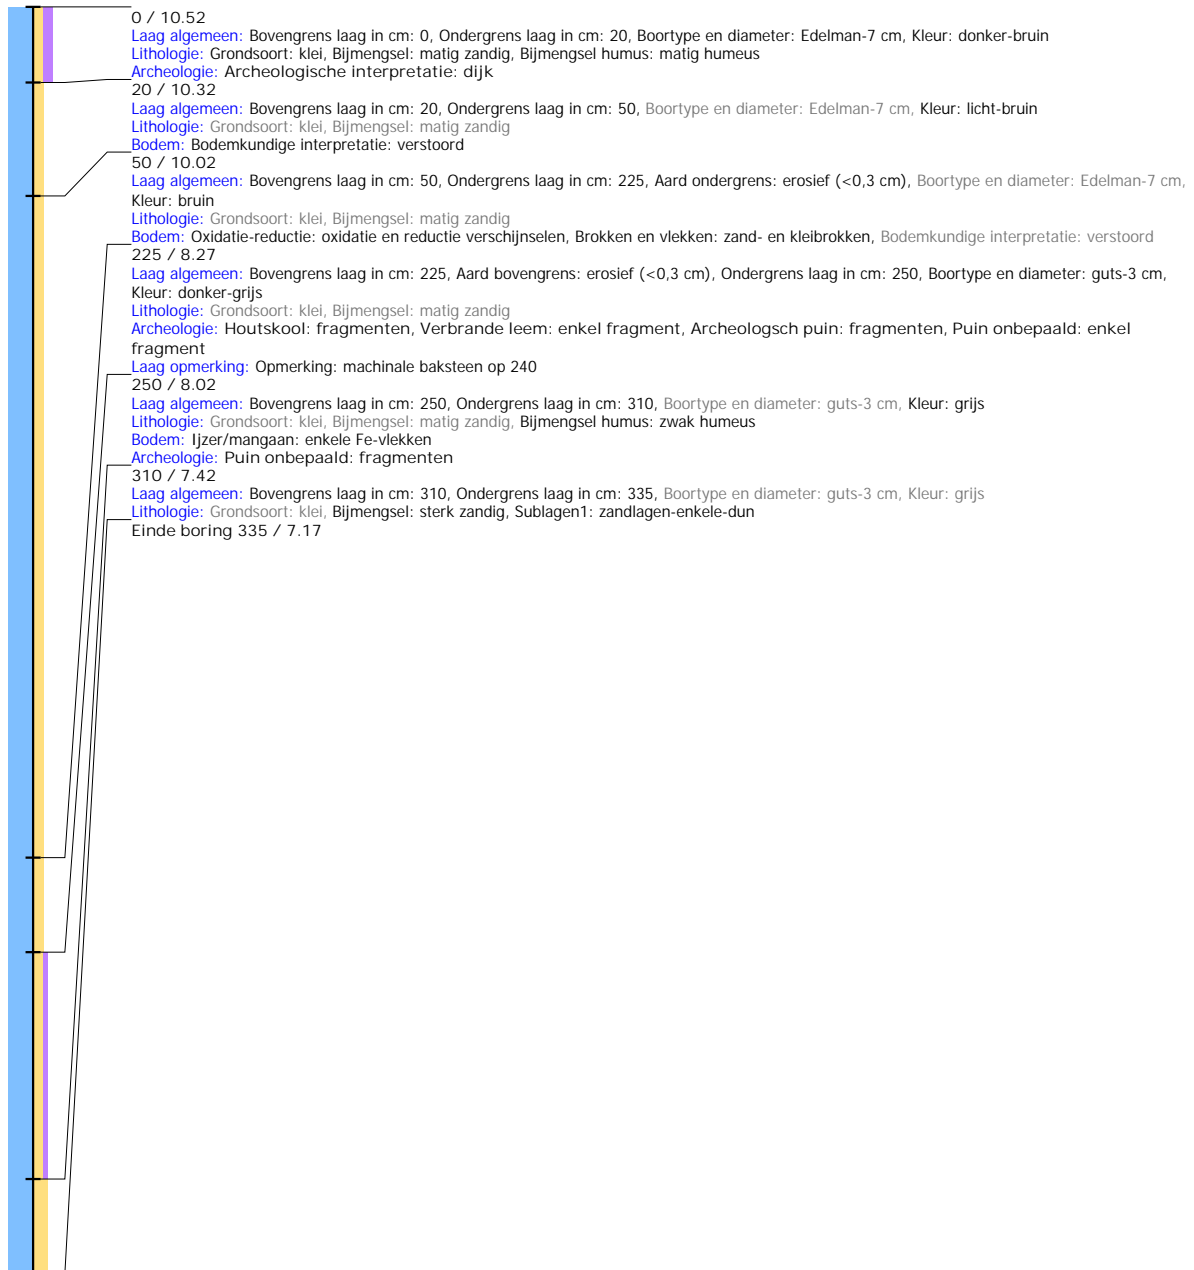 0 / 10.52
Laag algemeen: Bovengrens laag in cm: 0, Ondergrens laag in cm: 20, Boortype en diameter: Edelman-7 cm, Kleur: donker-bruin
Lithologie: Grondsoort: klei, Bijmengsel: matig zandig, Bijmengsel humus: matig humeus
Archeologie: Archeologische interpretatie: dijk
20 / 10.32
Laag algemeen: Bovengrens laag in cm: 20, Ondergrens laag in cm: 50, Boortype en diameter: Edelman-7 cm, Kleur: licht-bruin
Lithologie: Grondsoort: klei, Bijmengsel: matig zandig
Bodem: Bodemkundige interpretatie: verstoord
50 / 10.02
Laag algemeen: Bovengrens laag in cm: 50, Ondergrens laag in cm: 225, Aard ondergrens: erosief (<0,3 cm), Boortype en diameter: Edelman-7 cm,
Kleur: bruin
Lithologie: Grondsoort: klei, Bijmengsel: matig zandig
Bodem: Oxidatie-reductie: oxidatie en reductie verschijnselen, Brokken en vlekken: zand- en kleibrokken, Bodemkundige interpretatie: verstoord
225 / 8.27
Laag algemeen: Bovengrens laag in cm: 225, Aard bovengrens: erosief (<0,3 cm), Ondergrens laag in cm: 250, Boortype en diameter: guts-3 cm,
Kleur: donker-grijs
Lithologie: Grondsoort: klei, Bijmengsel: matig zandig
Archeologie: Houtskool: fragmenten, Verbrande leem: enkel fragment, Archeologsch puin: fragmenten, Puin onbepaald: enkel
fragment
Laag opmerking: Opmerking: machinale baksteen op 240
250 / 8.02
Laag algemeen: Bovengrens laag in cm: 250, Ondergrens laag in cm: 310, Boortype en diameter: guts-3 cm, Kleur: grijs
Lithologie: Grondsoort: klei, Bijmengsel: matig zandig, Bijmengsel humus: zwak humeus
Bodem: Ijzer/mangaan: enkele Fe-vlekken
Archeologie: Puin onbepaald: fragmenten
310 / 7.42
Laag algemeen: Bovengrens laag in cm: 310, Ondergrens laag in cm: 335, Boortype en diameter: guts-3 cm, Kleur: grijs
Lithologie: Grondsoort: klei, Bijmengsel: sterk zandig, Sublagen1: zandlagen-enkele-dun
Einde boring 335 / 7.17